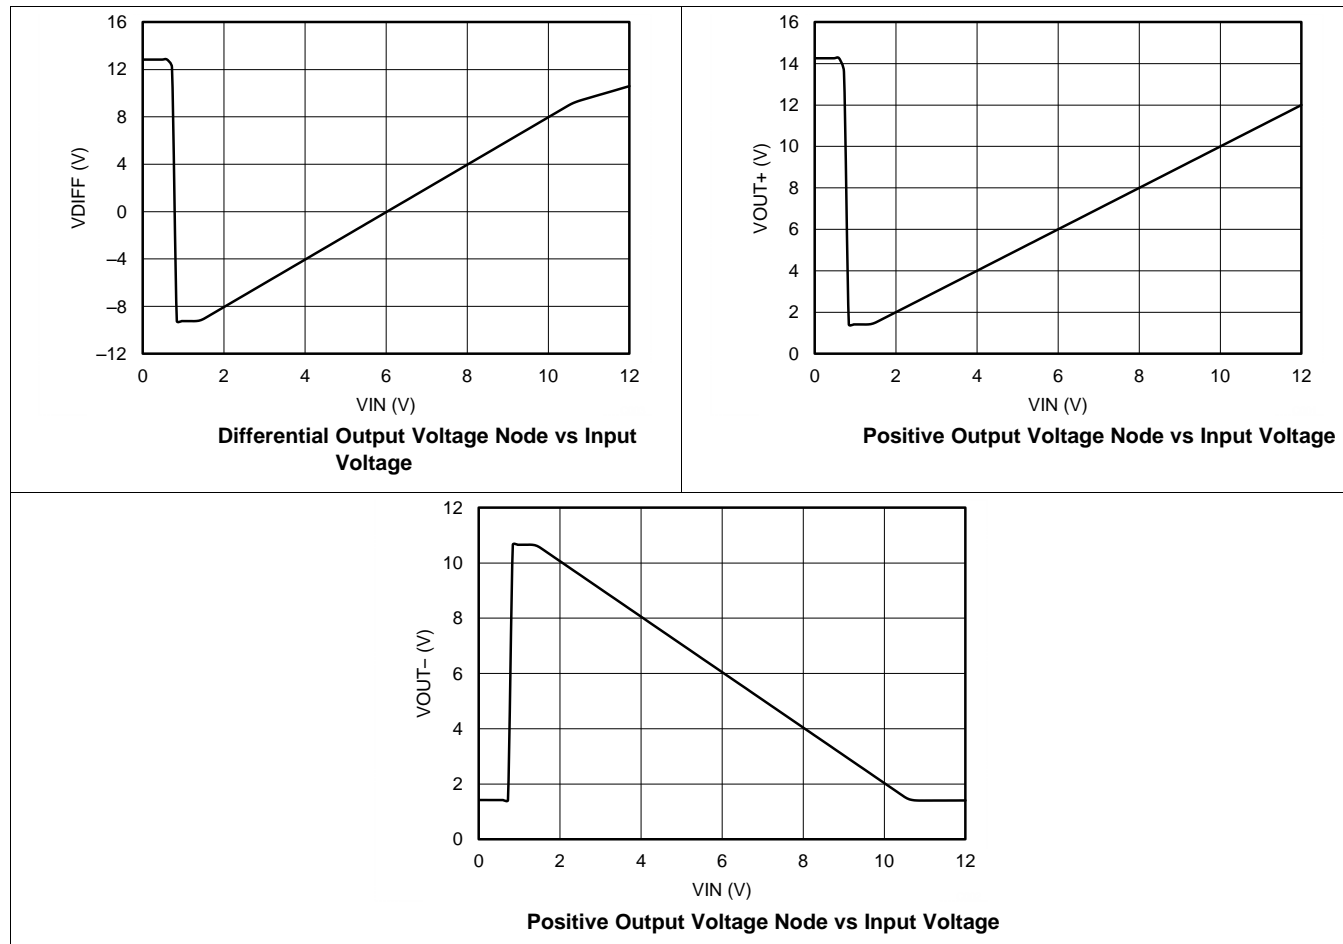 16
12
8
4
0
–4
–8
–12
VDIFF (V)
0 2 4 6 8 10 12
VIN (V)
Differential Output Voltage Node vs Input
Voltage
16
14
12
10
8
6
4
2
0
VOUT+ (V)
0 2 4 6 8 10 12
VIN (V)
Positive Output Voltage Node vs Input Voltage
12
10
8
6
4
2
0
VOUT– (V)
0 2 4 6 8 10 12
VIN (V)
Positive Output Voltage Node vs Input Voltage